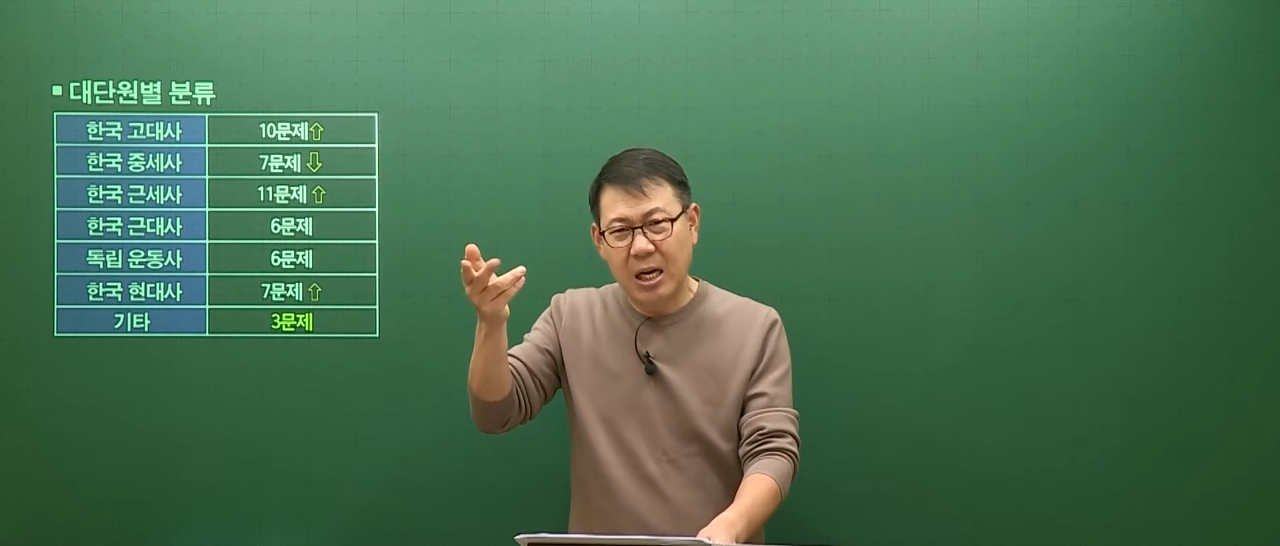 ▪ 대단원별 분류
한국 고대사 10문제⇧
한국 중세사 7문제⇩
한국 근세사 11문제⇧
한국 근대사 6문제
독립 운동사 6문제
한국 현대사 7문제⇧
기타 3문제